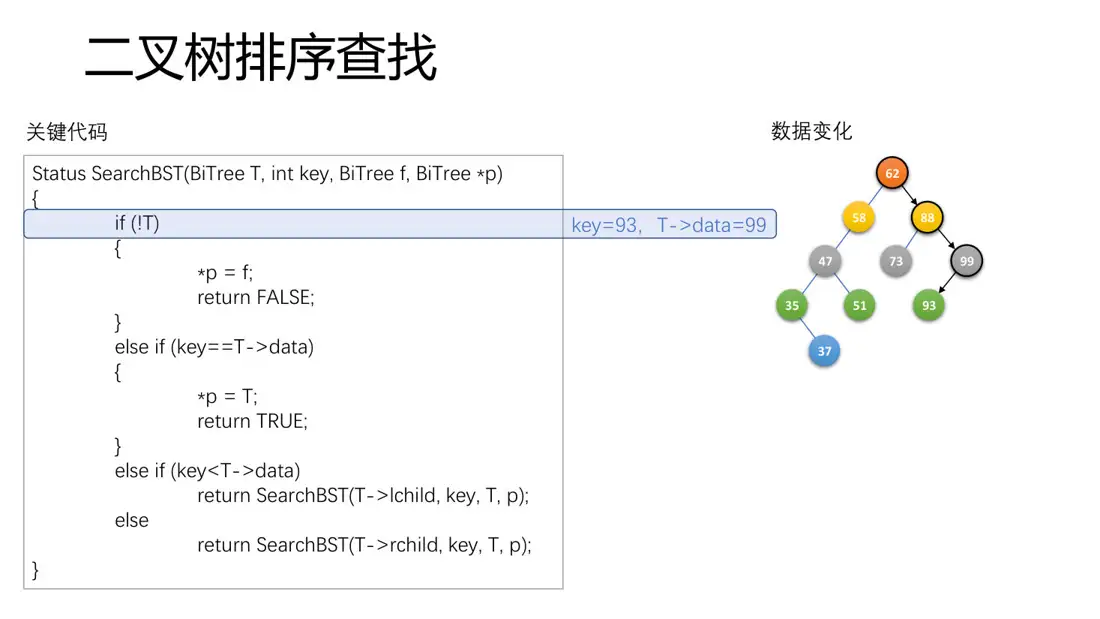 二叉树排序查找
关键代码
数据变化
Status SearchBST(BiTree T, int key, BiTree f, BiTree *p)
{
if (!T)
key=93, T->data=99
{
*p = f;
return FALSE;
}
else if (key==T->data)
{
*p = T;
return TRUE;
}
else if (key<T->data)
return SearchBST(T->lchild, key, T, p);
else
return SearchBST(T->rchild, key, T, p);
}
62
58 88
47 73 99
35 51 93
37